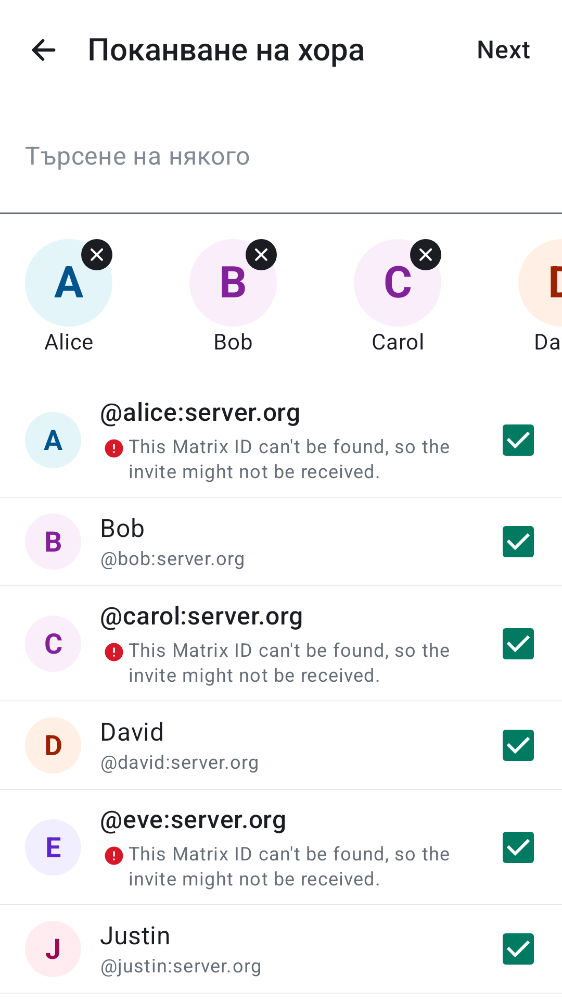 Поканване на хора
Next
Търсене на някого
A
B
C
D
Alice
Bob
Carol
Da
A
@alice:server.org
This Matrix ID can't be found, so the
invite might not be received.
B
Bob
@bob:server.org
C
@carol:server.org
This Matrix ID can't be found, so the
invite might not be received.
D
David
@david:server.org
E
@eve:server.org
This Matrix ID can't be found, so the
invite might not be received.
J
Justin
@justin:server.org